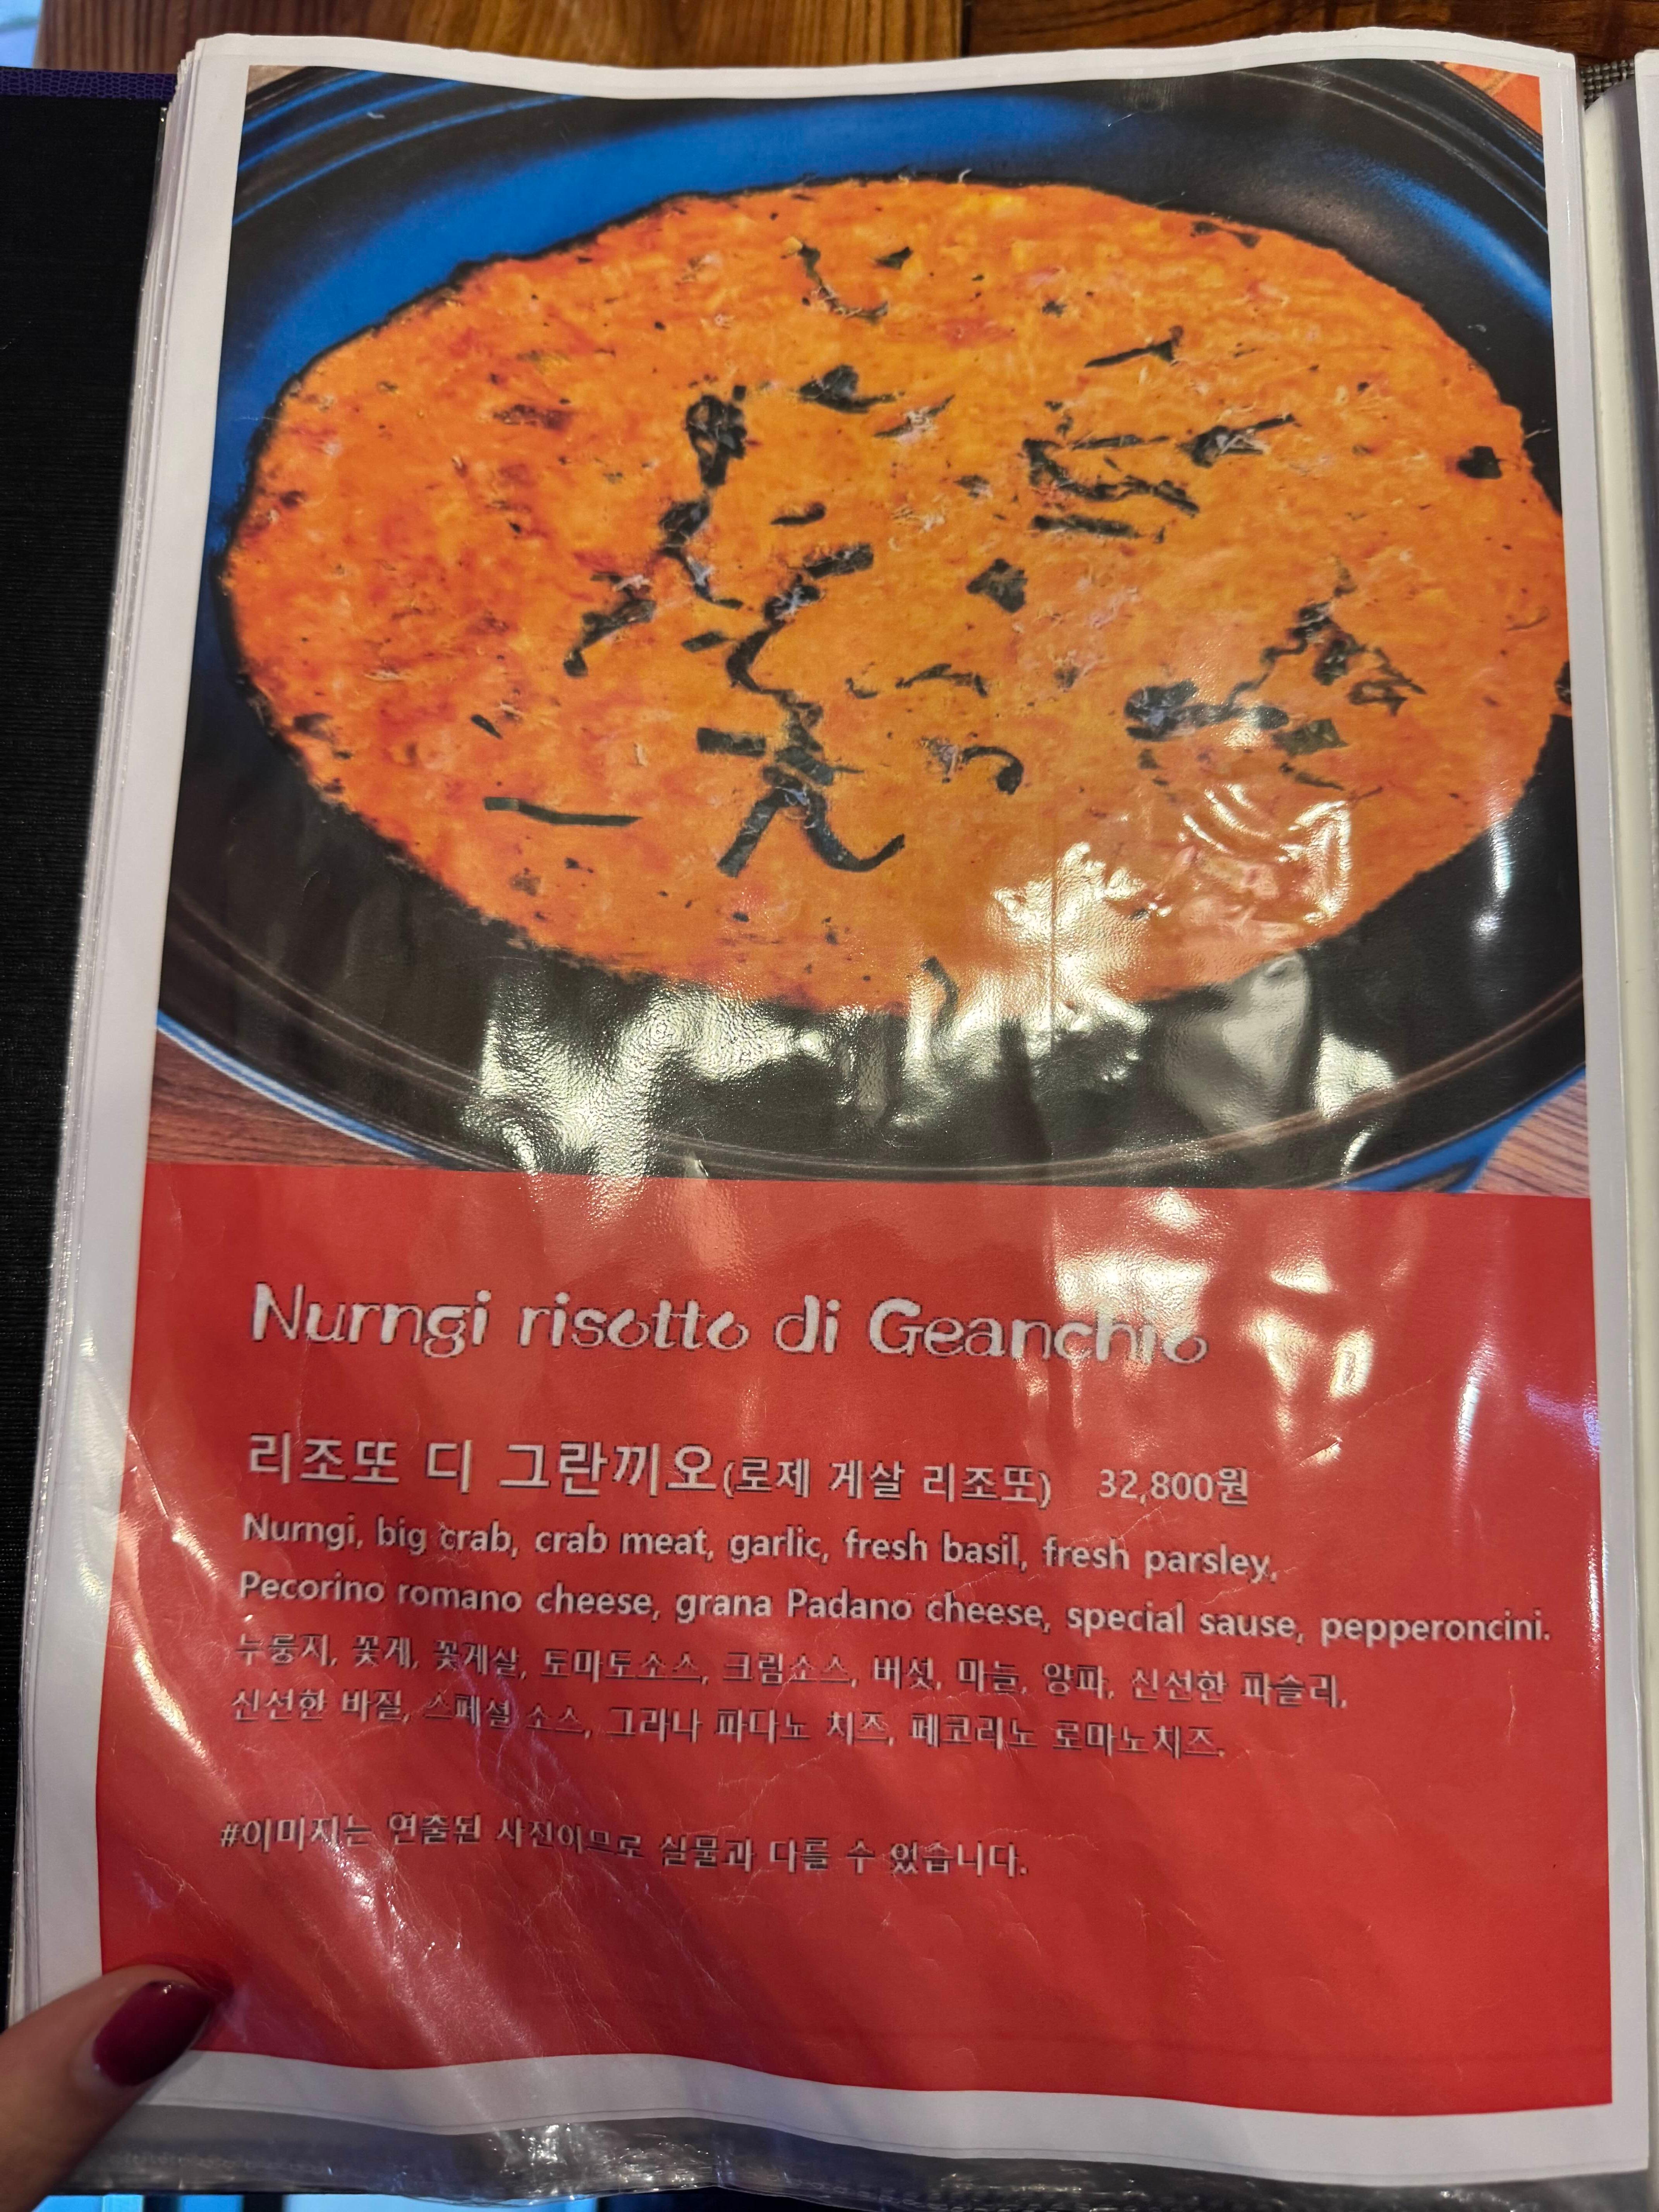 Nurngi risotto di Geanchio
리조또 디 그란끼오(로제 게살 리조또) 32,800원
Nurngi, big crab, crab meat, garlic, fresh basil, fresh parsley,
Pecorino romano cheese, grana Padano cheese, special sause, pepperoncini.
누룽지, 꽃게, 꽃게살, 토마토소스, 크림소스, 버섯, 마늘, 양파, 신선한 파슬리,
신선한 바질, 스페셜 소스, 그라나 파다노 치즈, 페코리노 로마노치즈.
#이미지는 연출된 사진이므로 실물과 다를 수 있습니다.